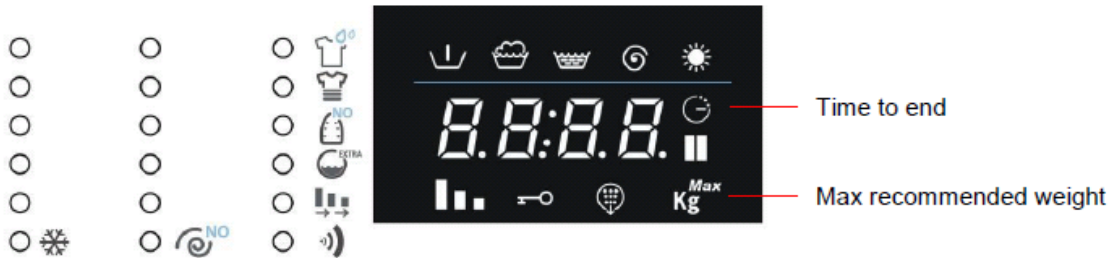 NO
8.8:8.8.
Time to end
EXTRA
Kg Max
Max recommended weight
NO